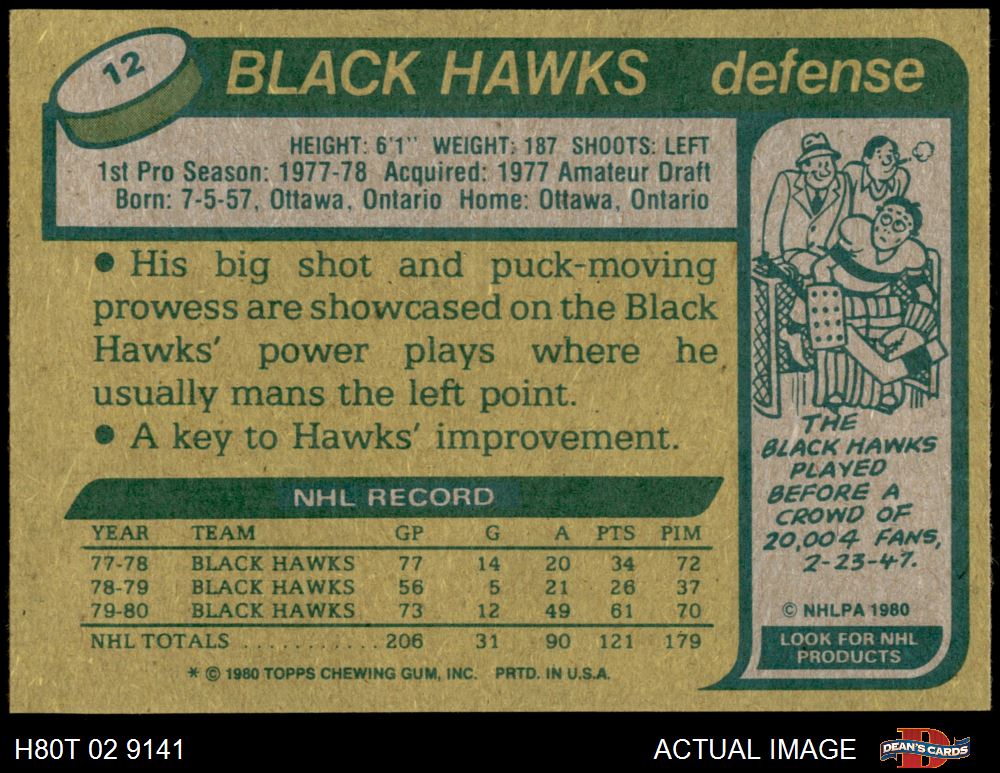 12
BLACK HAWKS defense
HEIGHT: 6'1" WEIGHT: 187 SHOOTS: LEFT
1st Pro Season: 1977-78 Acquired: 1977 Amateur Draft
Born: 7-5-57, Ottawa, Ontario Home: Ottawa, Ontario
● His big shot and puck-moving
prowess are showcased on the Black
Hawks' power plays where he
usually mans the left point.
● A key to Hawks' improvement.
NHL RECORD
YEAR TEAM GP G A PTS PIM
77-78 BLACK HAWKS 77 14 20 34 72
78-79 BLACK HAWKS 56 5 21 26 37
79-80 BLACK HAWKS 73 12 49 61 70
NHL TOTALS ........... 206 31 90 121 179
* © 1980 TOPPS CHEWING GUM, INC. PRTD. IN U.S.A.
THE
BLACK HAWKS
PLAYED
BEFORE A
CROWD OF
20,004 FANS,
2-23-47.
© NHLPA 1980
LOOK FOR NHL
PRODUCTS
H80T 02 9141
ACTUAL IMAGE
D
DEAN'S CARDS